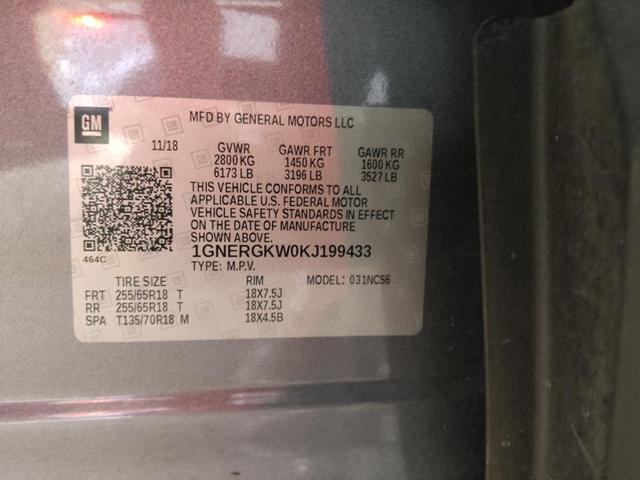 GM
MFD BY GENERAL MOTORS LLC
11/18 GVWR GAWR FRT GAWR RR
2800 KG 1450 KG 1600 KG
6173 LB 3196 LB 3527 LB
THIS VEHICLE CONFORMS TO ALL
APPLICABLE U.S. FEDERAL MOTOR
VEHICLE SAFETY STANDARDS IN EFFECT
ON THE DATE OF MANUFACTURE
SHOWN ABOVE.
464C 1GNERGKW0KJ199433
TYPE: M.P.V.
TIRE SIZE RIM MODEL: 031NC56
FRT 255/65R18 T 18X7.5J
RR 255/65R18 T 18X7.5J
SPA T135/70R18 M 18X4.5B